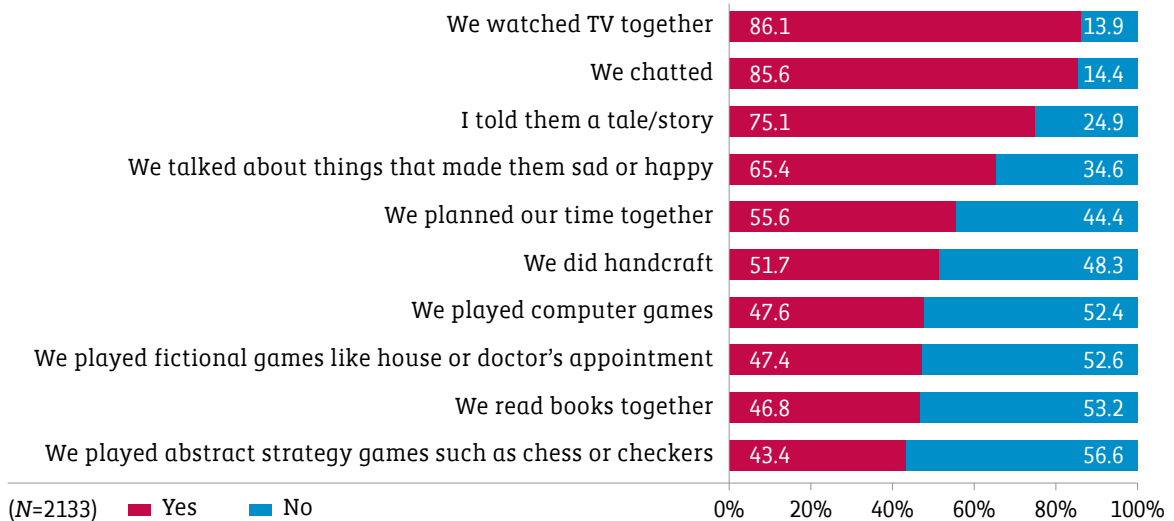 We watched TV together 86.1 13.9
We chatted 85.6 14.4
I told them a tale/story 75.1 24.9
We talked about things that made them sad or happy 65.4 34.6
We planned our time together 55.6 44.4
We did handcraft 51.7 48.3
We played computer games 47.6 52.4
We played fictional games like house or doctor’s appointment 47.4 52.6
We read books together 46.8 53.2
We played abstract strategy games such as chess or checkers 43.4 56.6
(N=2133) Yes No 0% 20% 40% 60% 80% 100%